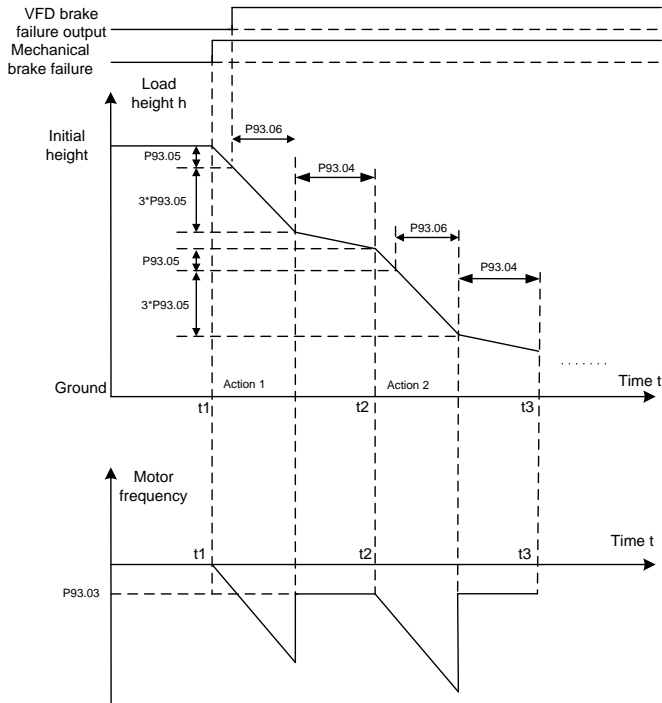 VFD brake
failure output
Mechanical
brake failure
Load
height h
Initial
height
P93.05
3*P93.05
P93.05
3*P93.05
P93.06
P93.04
P93.06
P93.04
.......
Ground
Action 1
Action 2
Time t
t1
t2
t3
Motor
frequency
t1
t2
t3
Time t
P93.03